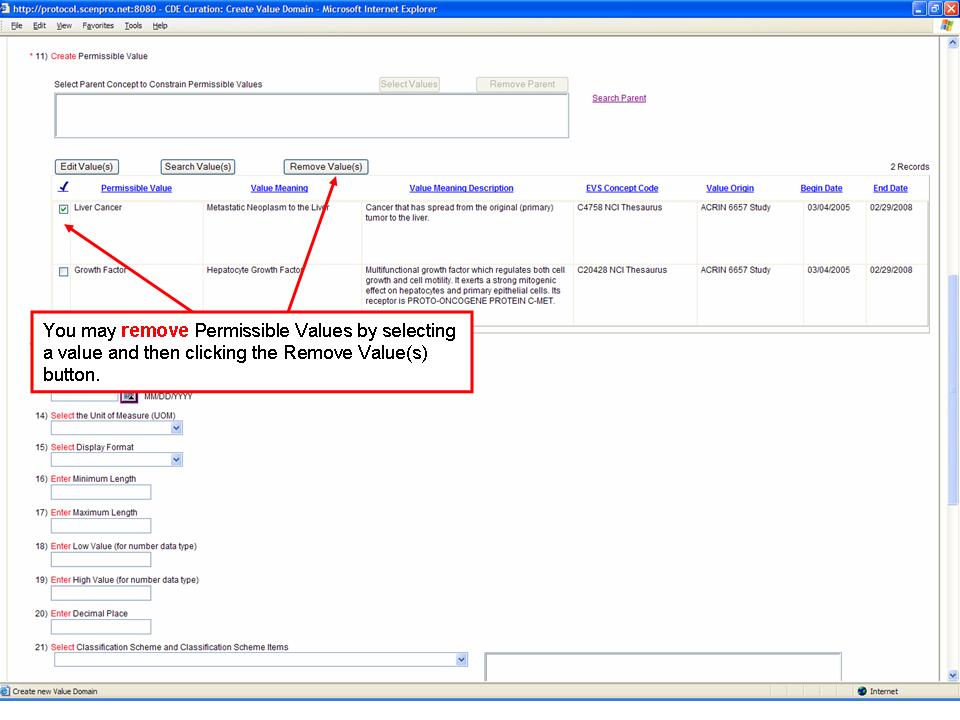 http://protocol.scenpro.net:8080 - CDE Curation: Create Value Domain - Microsoft Internet Explorer
File Edit View Favorites Tools Help
* 11) Create Permissible Value
Select Parent Concept to Constrain Permissible Values Select Values Remove Parent
Search Parent
Edit Value(s) Search Value(s) Remove Value(s) 2 Records
Permissible Value Value Meaning Value Meaning Description EVS Concept Code Value Origin Begin Date End Date
Liver Cancer Metastatic Neoplasm to the Liver Cancer that has spread from the original (primary) C4758 NCI Thesaurus ACRIN 6657 Study 03/04/2005 02/29/2008
tumor to the liver.
Growth Factor Hepatocyte Growth Factor Multifunctional growth factor which regulates both cell C20428 NCI Thesaurus ACRIN 6657 Study 03/04/2005 02/29/2008
growth and cell motility. It exerts a strong mitogenic
effect on hepatocytes and primary epithelial cells. Its
receptor is PROTO-ONCOGENE PROTEIN C-MET.
You may remove Permissible Values by selecting
a value and then clicking the Remove Value(s)
button.
MM/DD/YYYY
14) Select the Unit of Measure (UOM)
15) Select Display Format
16) Enter Minimum Length
17) Enter Maximum Length
18) Enter Low Value (for number data type)
19) Enter High Value (for number data type)
20) Enter Decimal Place
21) Select Classification Scheme and Classification Scheme Items
Create new Value Domain Internet